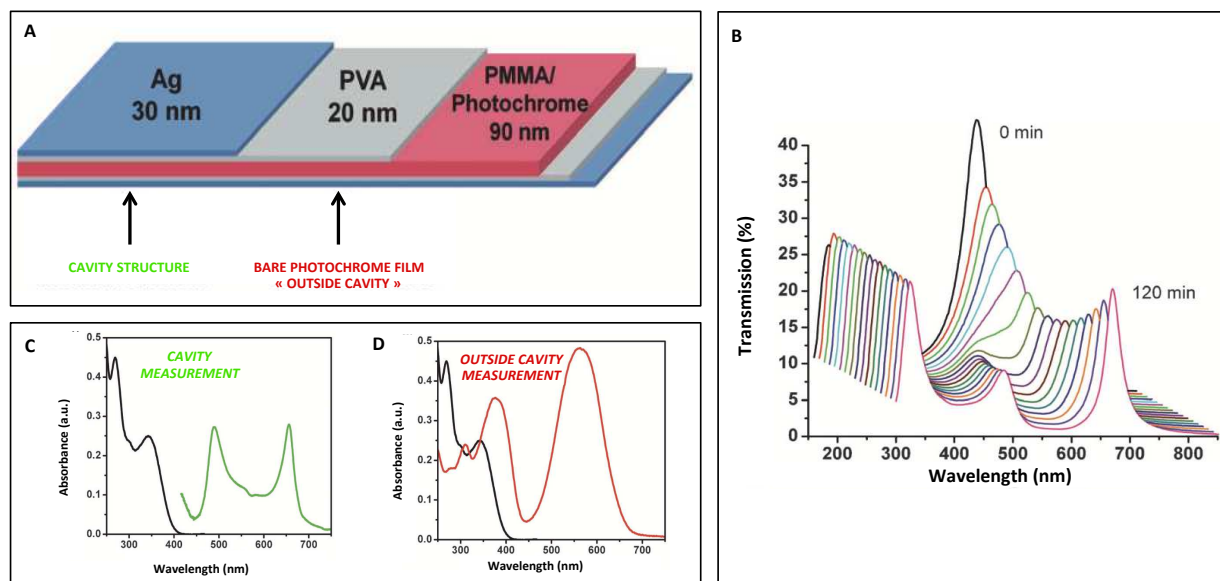 A
Ag
30 nm
PVA
20 nm
PMMA/
Photochrome
90 nm
CAVITY STRUCTURE
BARE PHOTOCHROME FILM
« OUTSIDE CAVITY »
B
0 min
120 min
Transmission (%)
40
35
30
25
20
15
10
5
0
200 300 400 500 600 700 800
Wavelength (nm)
C
CAVITY
MEASUREMENT
Absorbance (a.u.)
0.5
0.4
0.3
0.2
0.1
0.0
300 400 500 600 700
Wavelength (nm)
D
OUTSIDE CAVITY
MEASUREMENT
Absorbance (a.u.)
0.5
0.4
0.3
0.2
0.1
0.0
300 400 500 600 700
Wavelength (nm)